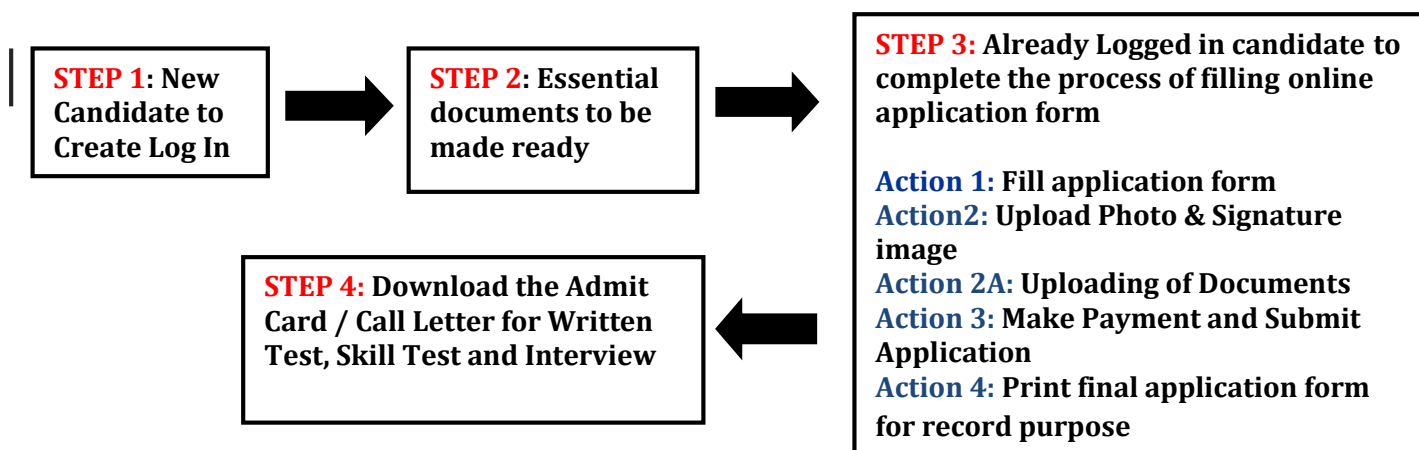 STEP 1: New
Candidate to
Create Log In
STEP 2: Essential
documents to be
made ready
STEP 3: Already Logged in candidate to
complete the process of filling online
application form
Action 1: Fill application form
Action2: Upload Photo & Signature
image
Action 2A: Uploading of Documents
Action 3: Make Payment and Submit
Application
Action 4: Print final application form
for record purpose
STEP 4: Download the Admit
Card / Call Letter for Written
Test, Skill Test and Interview